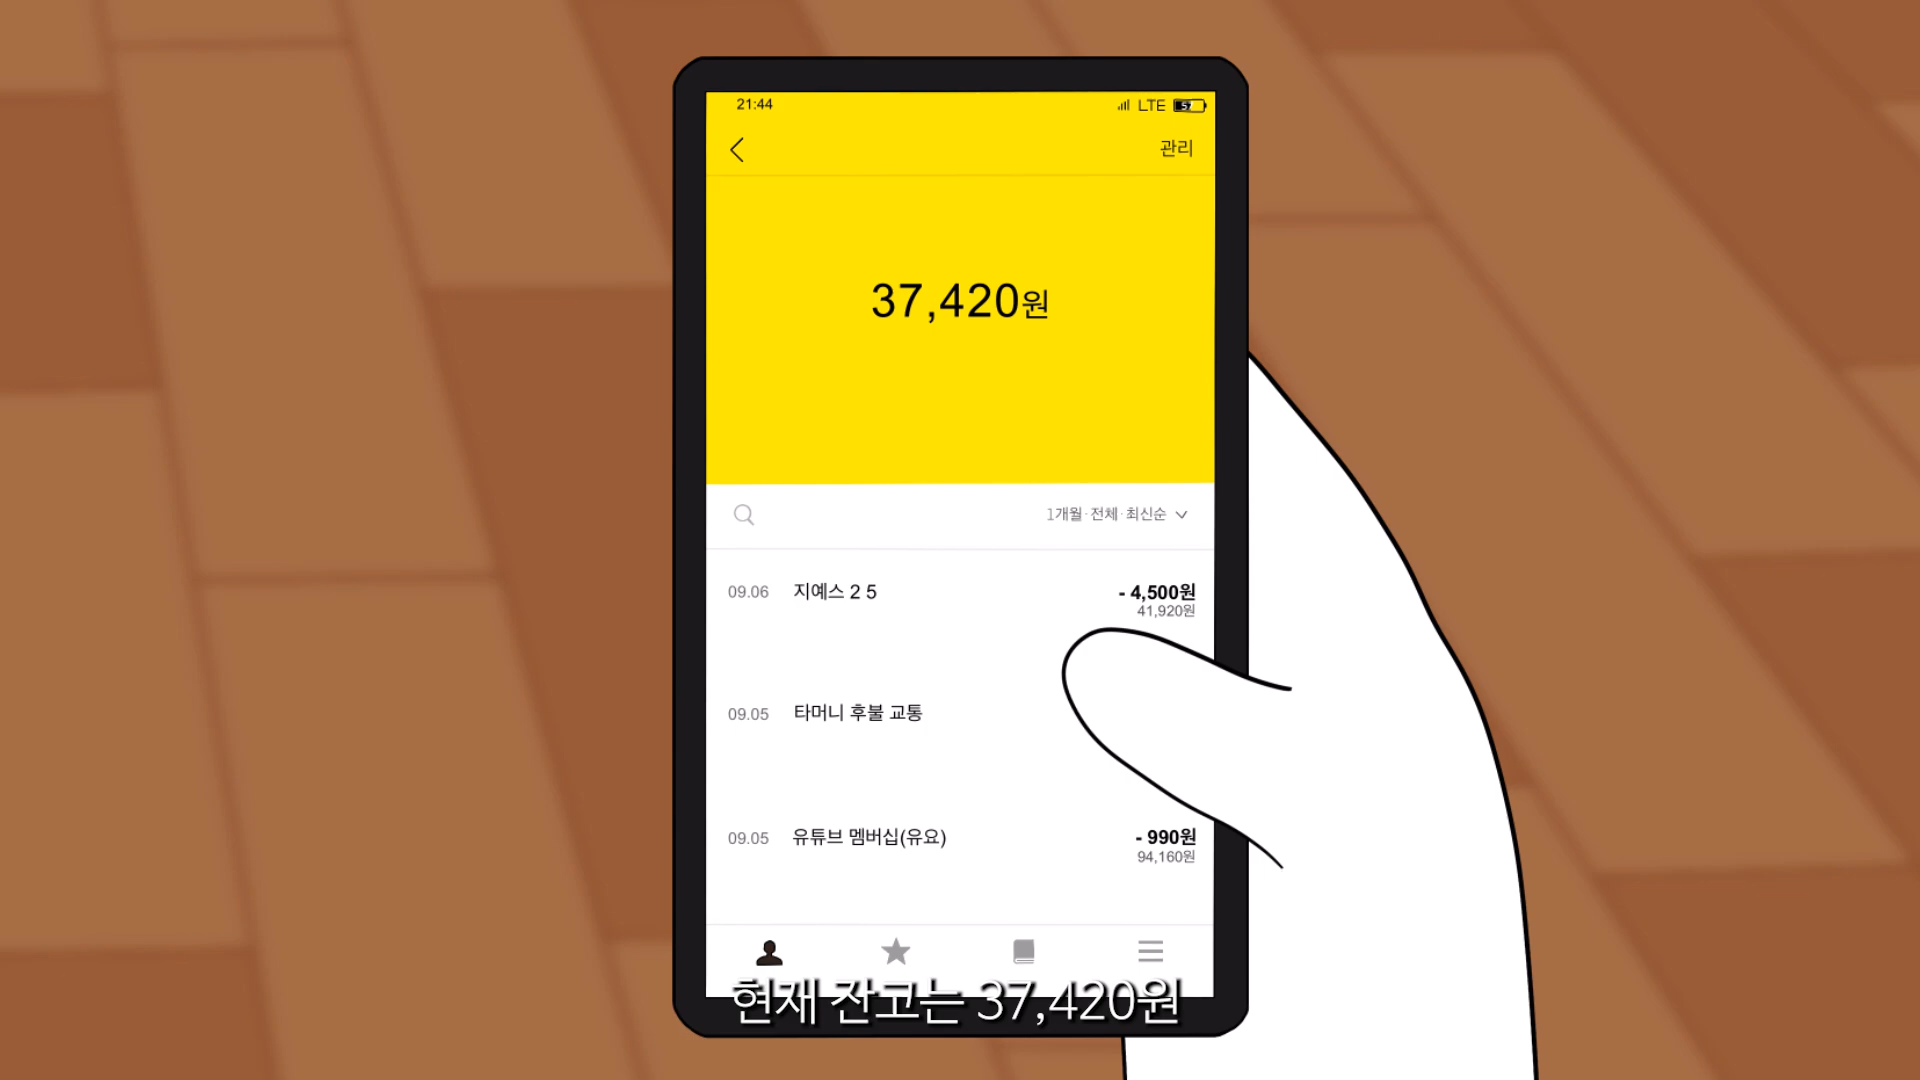 21:44 LTE 57
관리
37,420원
1개월·전체·최신순
09.06 지예스 2 5 - 4,500원
41,920원
09.05 타머니 후불 교통
09.05 유튜브 멤버십(유요) - 990원
94,160원
현재 잔고는 37,420원